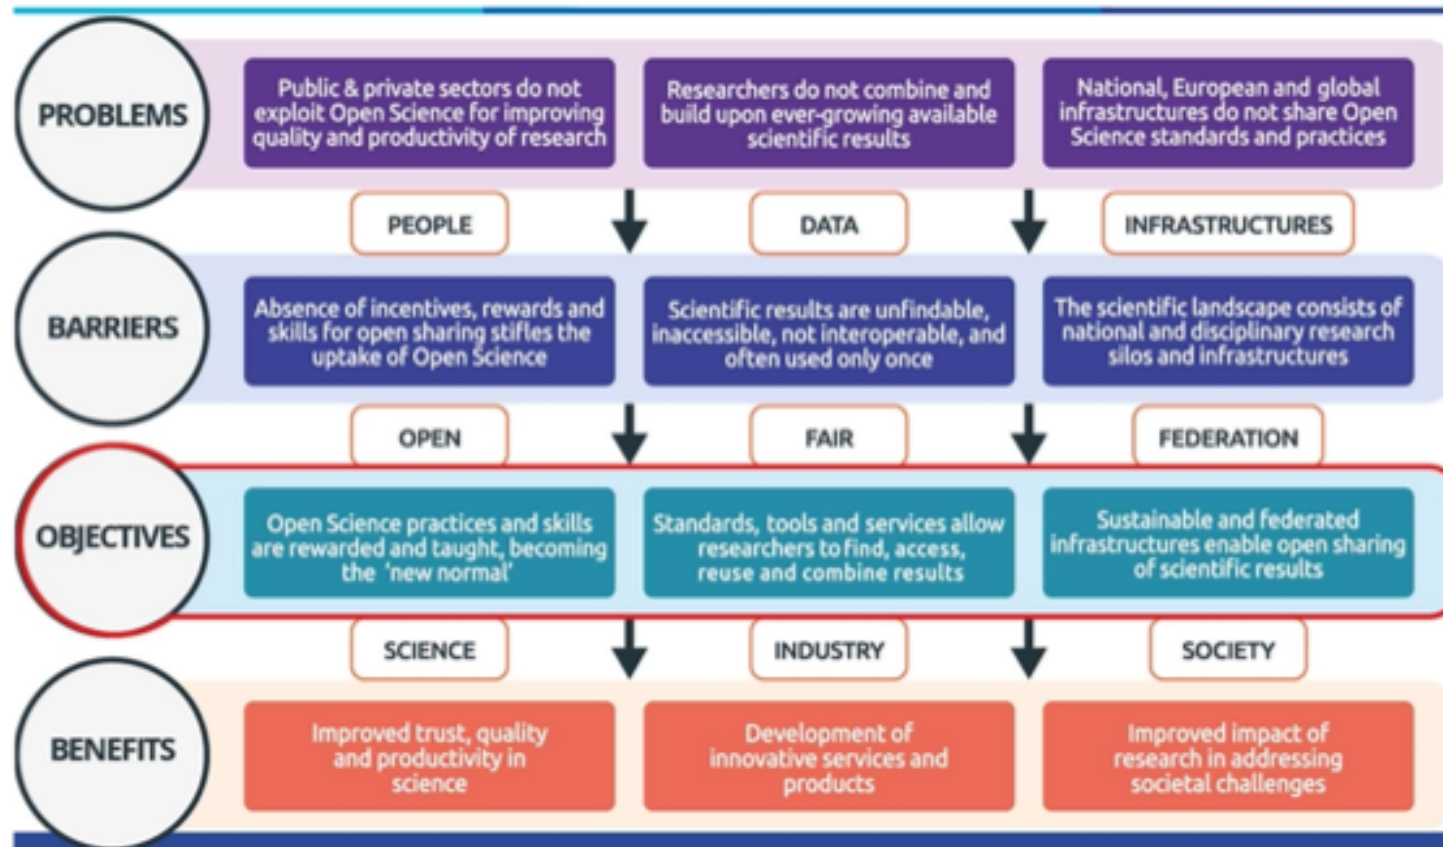 PROBLEMS
Public & private sectors do not
exploit Open Science for improving
quality and productivity of research
Researchers do not combine and
build upon ever-growing available
scientific results
National, European and global
infrastructures do not share Open
Science standards and practices
PEOPLE
DATA
INFRASTRUCTURES
BARRIERS
Absence of incentives, rewards and
skills for open sharing stifles the
uptake of Open Science
Scientific results are unfindable,
inaccessible, not interoperable, and
often used only once
The scientific landscape consists of
national and disciplinary research
silos and infrastructures
OPEN
FAIR
FEDERATION
OBJECTIVES
Open Science practices and skills
are rewarded and taught, becoming
the 'new normal'
Standards, tools and services allow
researchers to find, access,
reuse and combine results
Sustainable and federated
infrastructures enable open sharing
of scientific results
SCIENCE
INDUSTRY
SOCIETY
BENEFITS
Improved trust, quality
and productivity in
science
Development of
innovative services and
products
Improved impact of
research in addressing
societal challenges